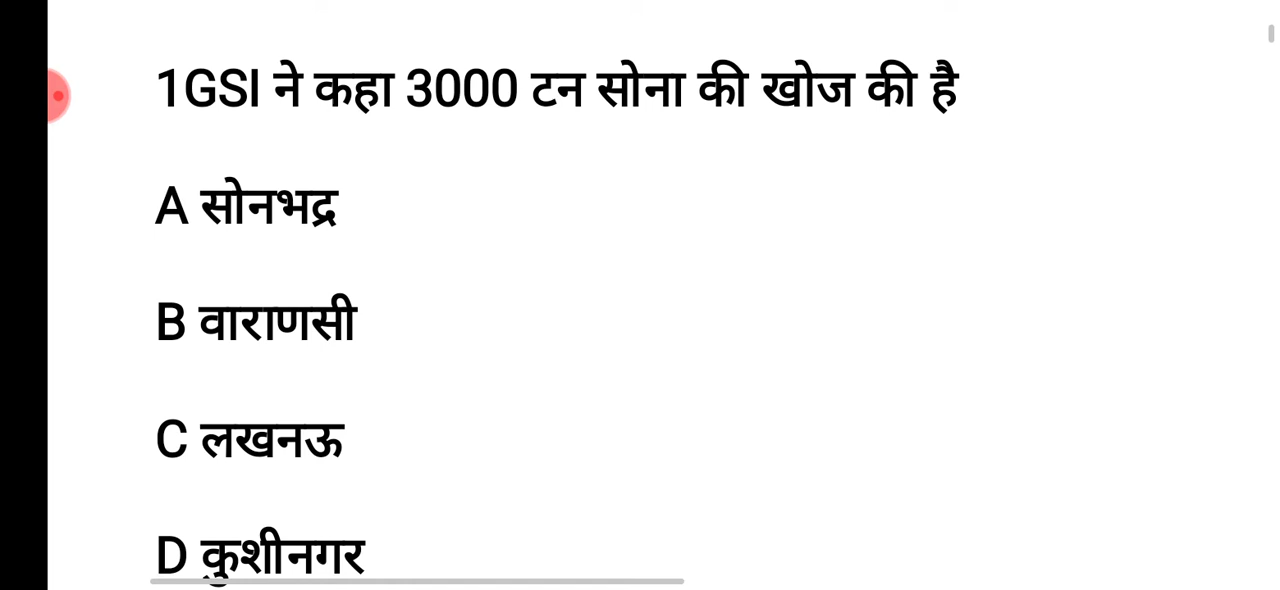 1GSI ने कहा 3000 टन सोना की खोज की है
A सोनभद्र
B वाराणसी
C लखनऊ
D कुशीनगर